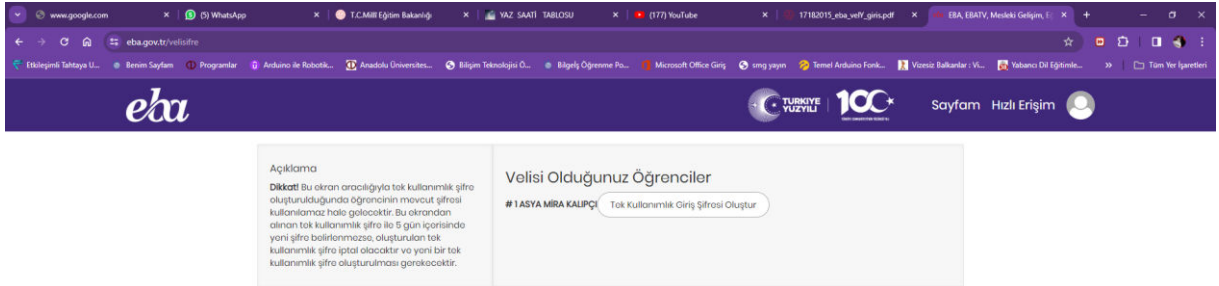 www.google.com
(5) WhatsApp
T.C.Millî Eğitim Bakanlığı
YAZ SAATİ TABLOSU
(177) YouTube
17182015_eba_velY_giris.pdf
EBA, EBATV, Mesleki Gelişim, E
eba.gov.tr/velisifre
Etkileşimli Tahtaya U...
Benim Sayfam
Programlar
Arduino ile Robotik...
Anadolu Üniversites...
Bilişim Teknolojisi Ö...
Bilgelş Öğrenme Po...
Microsoft Office Giriş
smg yayın
Temel Arduino Fonk...
Vizesiz Balkanlar : Vi...
Yabancı Dil Eğitimle...
Tüm Yer İşaretleri
eba
TÜRKİYE
YÜZYILI
100
Sayfam Hızlı Erişim
Açıklama
Dikkat! Bu ekran aracılığıyla tek kullanımlık şifre
oluşturulduğunda öğrencinin mevcut şifresi
kullanılamaz hale gelecektir. Bu ekrandan
alınan tek kullanımlık şifre ile 5 gün içerisinde
yeni şifre belirlenmezse, oluşturulan tek
kullanımlık şifre iptal olacaktır ve yeni bir tek
kullanımlık şifre oluşturulması gerekecektir.
Velisi Olduğunuz Öğrenciler
# 1 ASYA MİRA KALIPÇI Tek Kullanımlık Giriş Şifresi Oluştur